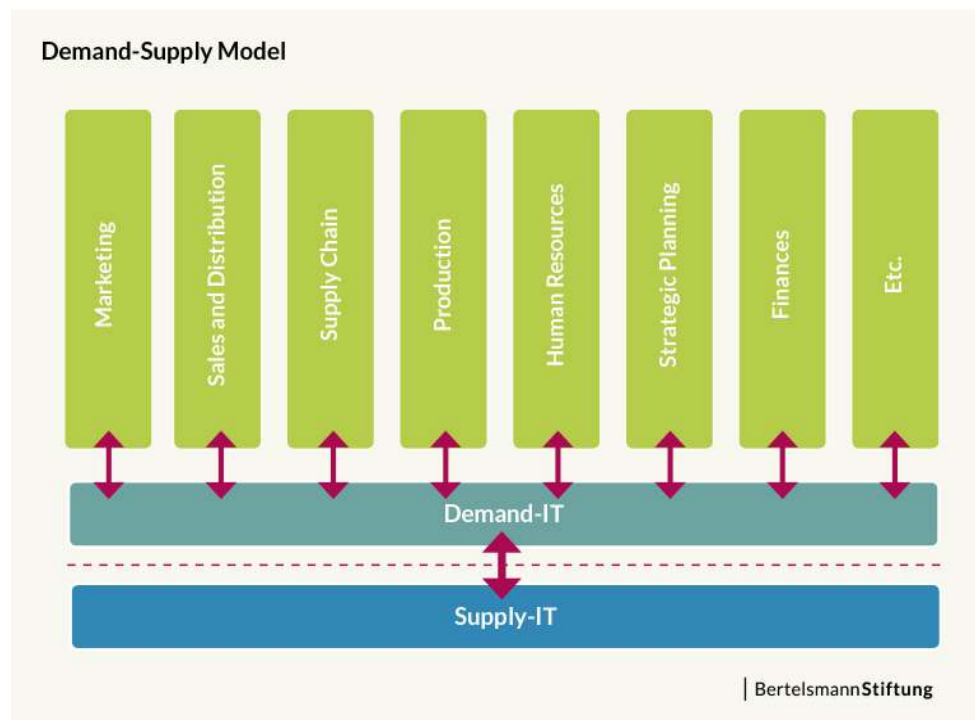 Demand-Supply Model
Marketing
Sales and Distribution
Supply Chain
Production
Human Resources
Strategic Planning
Finances
Etc.
Demand-IT
Supply-IT
BertelsmannStiftung